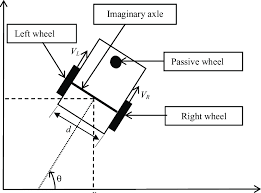 Imaginary axle
Left wheel
V_L
Passive wheel
V_R
Right wheel
d
θ